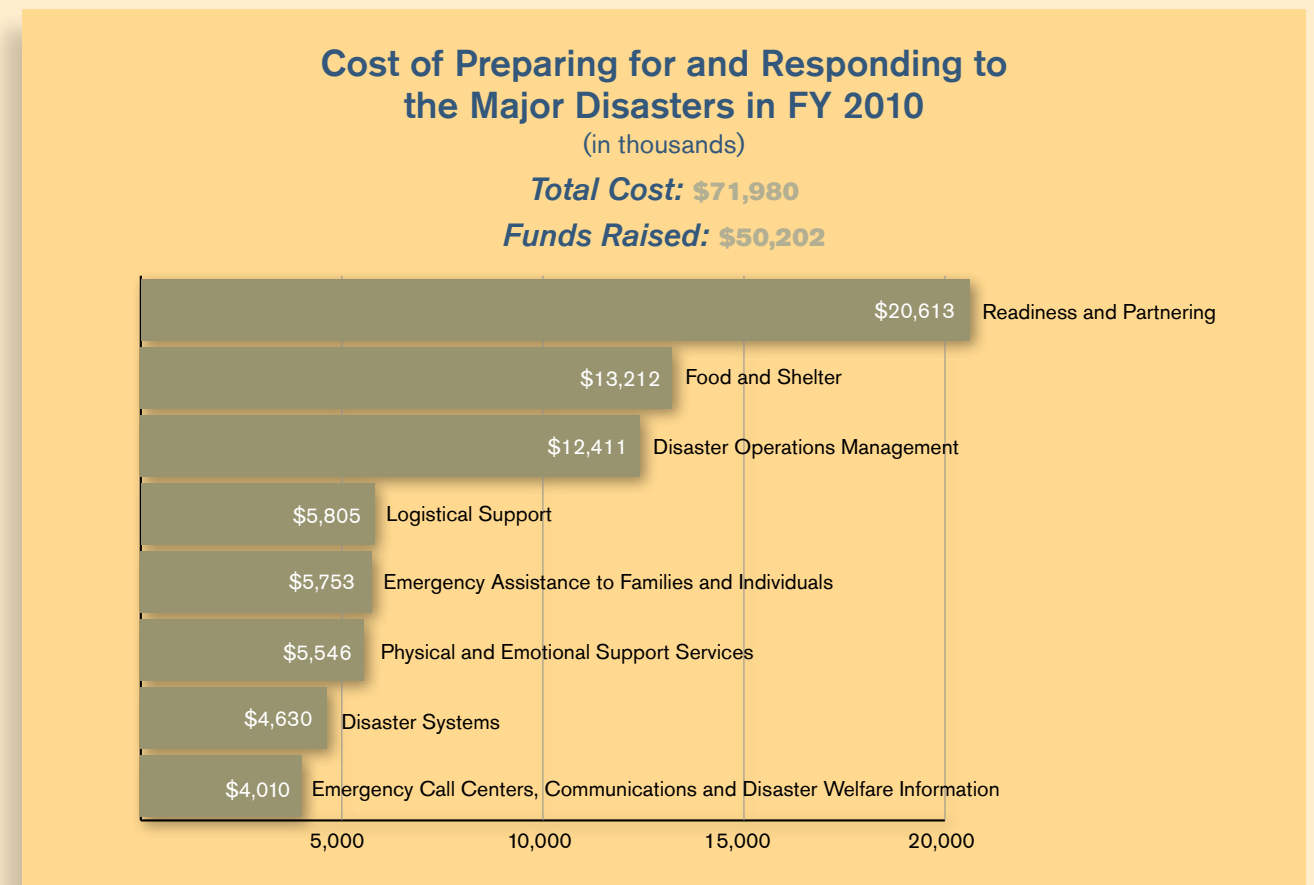 Cost of Preparing for and Responding to
the Major Disasters in FY 2010
(in thousands)
Total Cost: $71,980
Funds Raised: $50,202
$20,613 Readiness and Partnering
$13,212 Food and Shelter
$12,411 Disaster Operations Management
$5,805 Logistical Support
$5,753 Emergency Assistance to Families and Individuals
$5,546 Physical and Emotional Support Services
$4,630 Disaster Systems
$4,010 Emergency Call Centers, Communications and Disaster Welfare Information
5,000 10,000 15,000 20,000